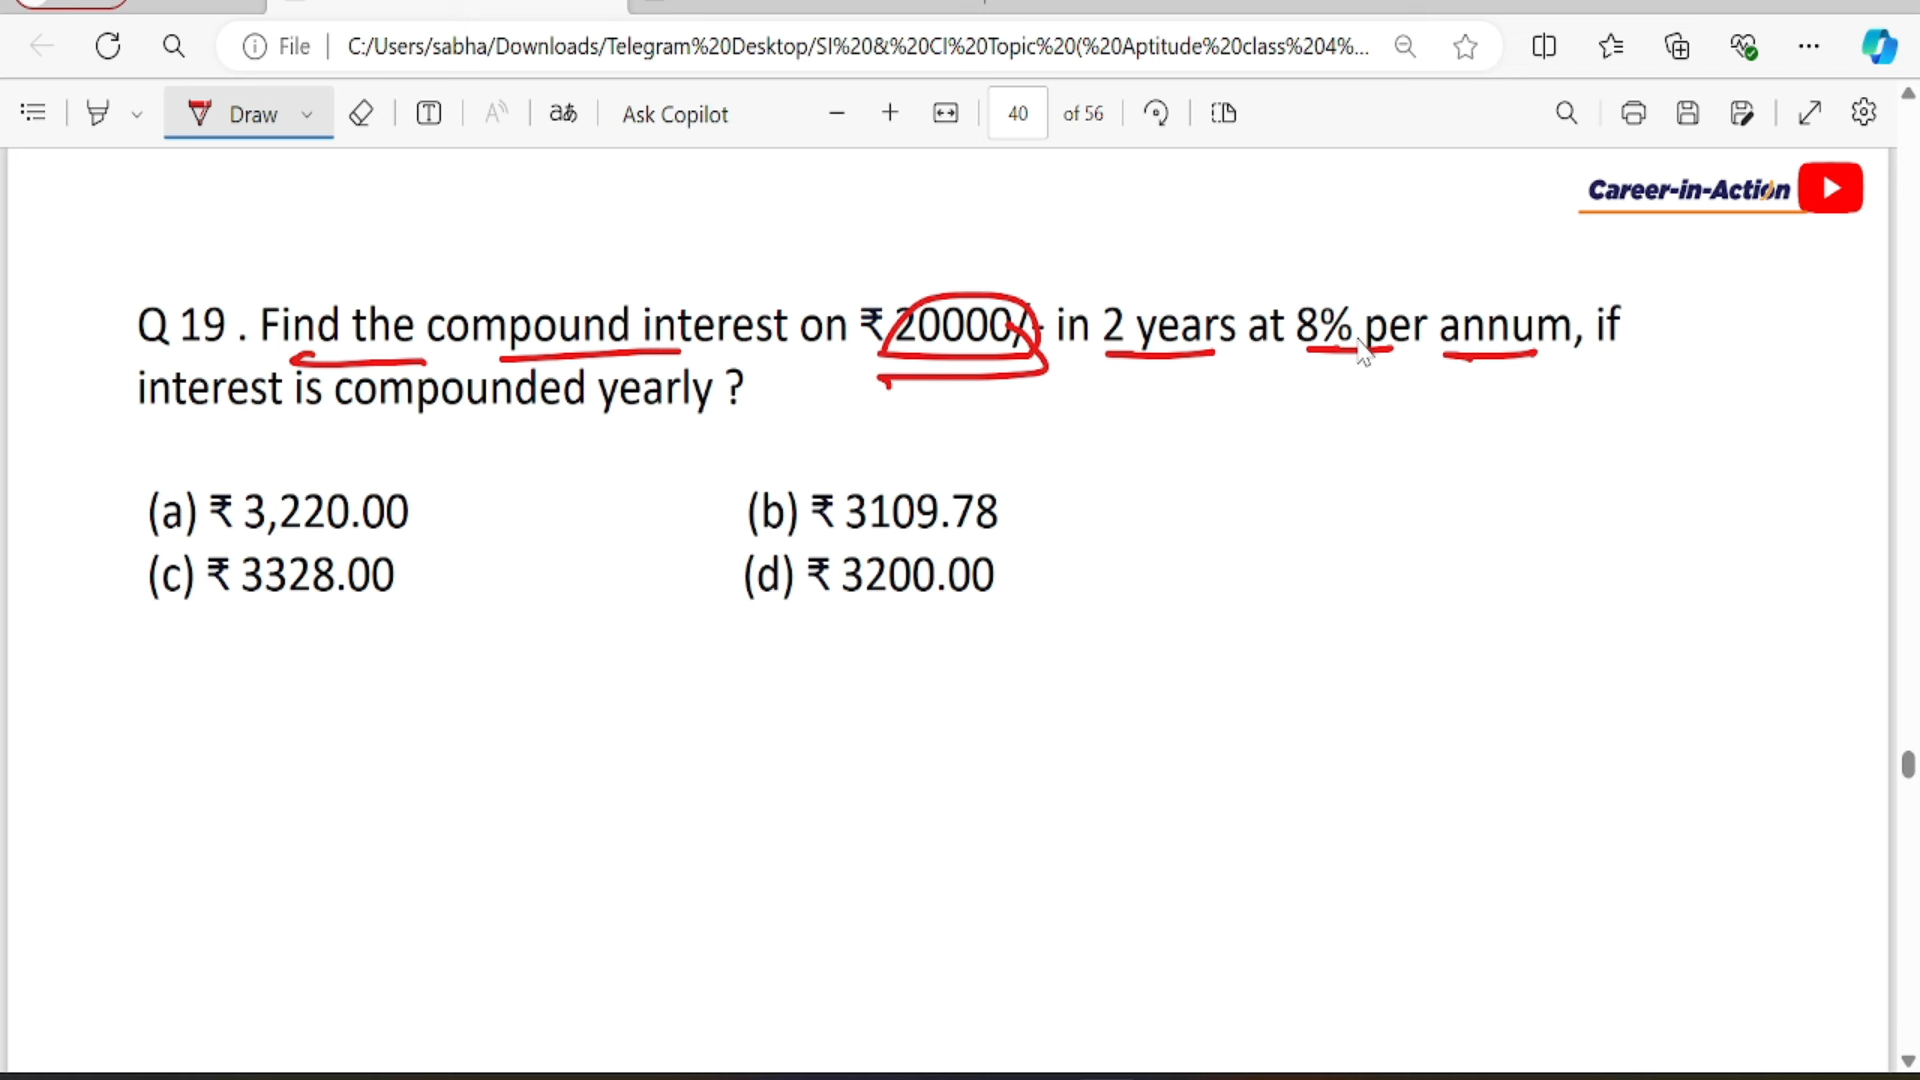 File
C:/Users/sabha/Downloads/Telegram%20Desktop/SI%20&%20CI%20Topic%20(%20Aptitude%20class%204%...
Draw
aあ
Ask Copilot
40
of 56
Career-in-Action
Q 19 . Find the compound interest on ₹ 20000/- in 2 years at 8% per annum, if
interest is compounded yearly ?
(a) ₹ 3,220.00
(b) ₹ 3109.78
(c) ₹ 3328.00
(d) ₹ 3200.00